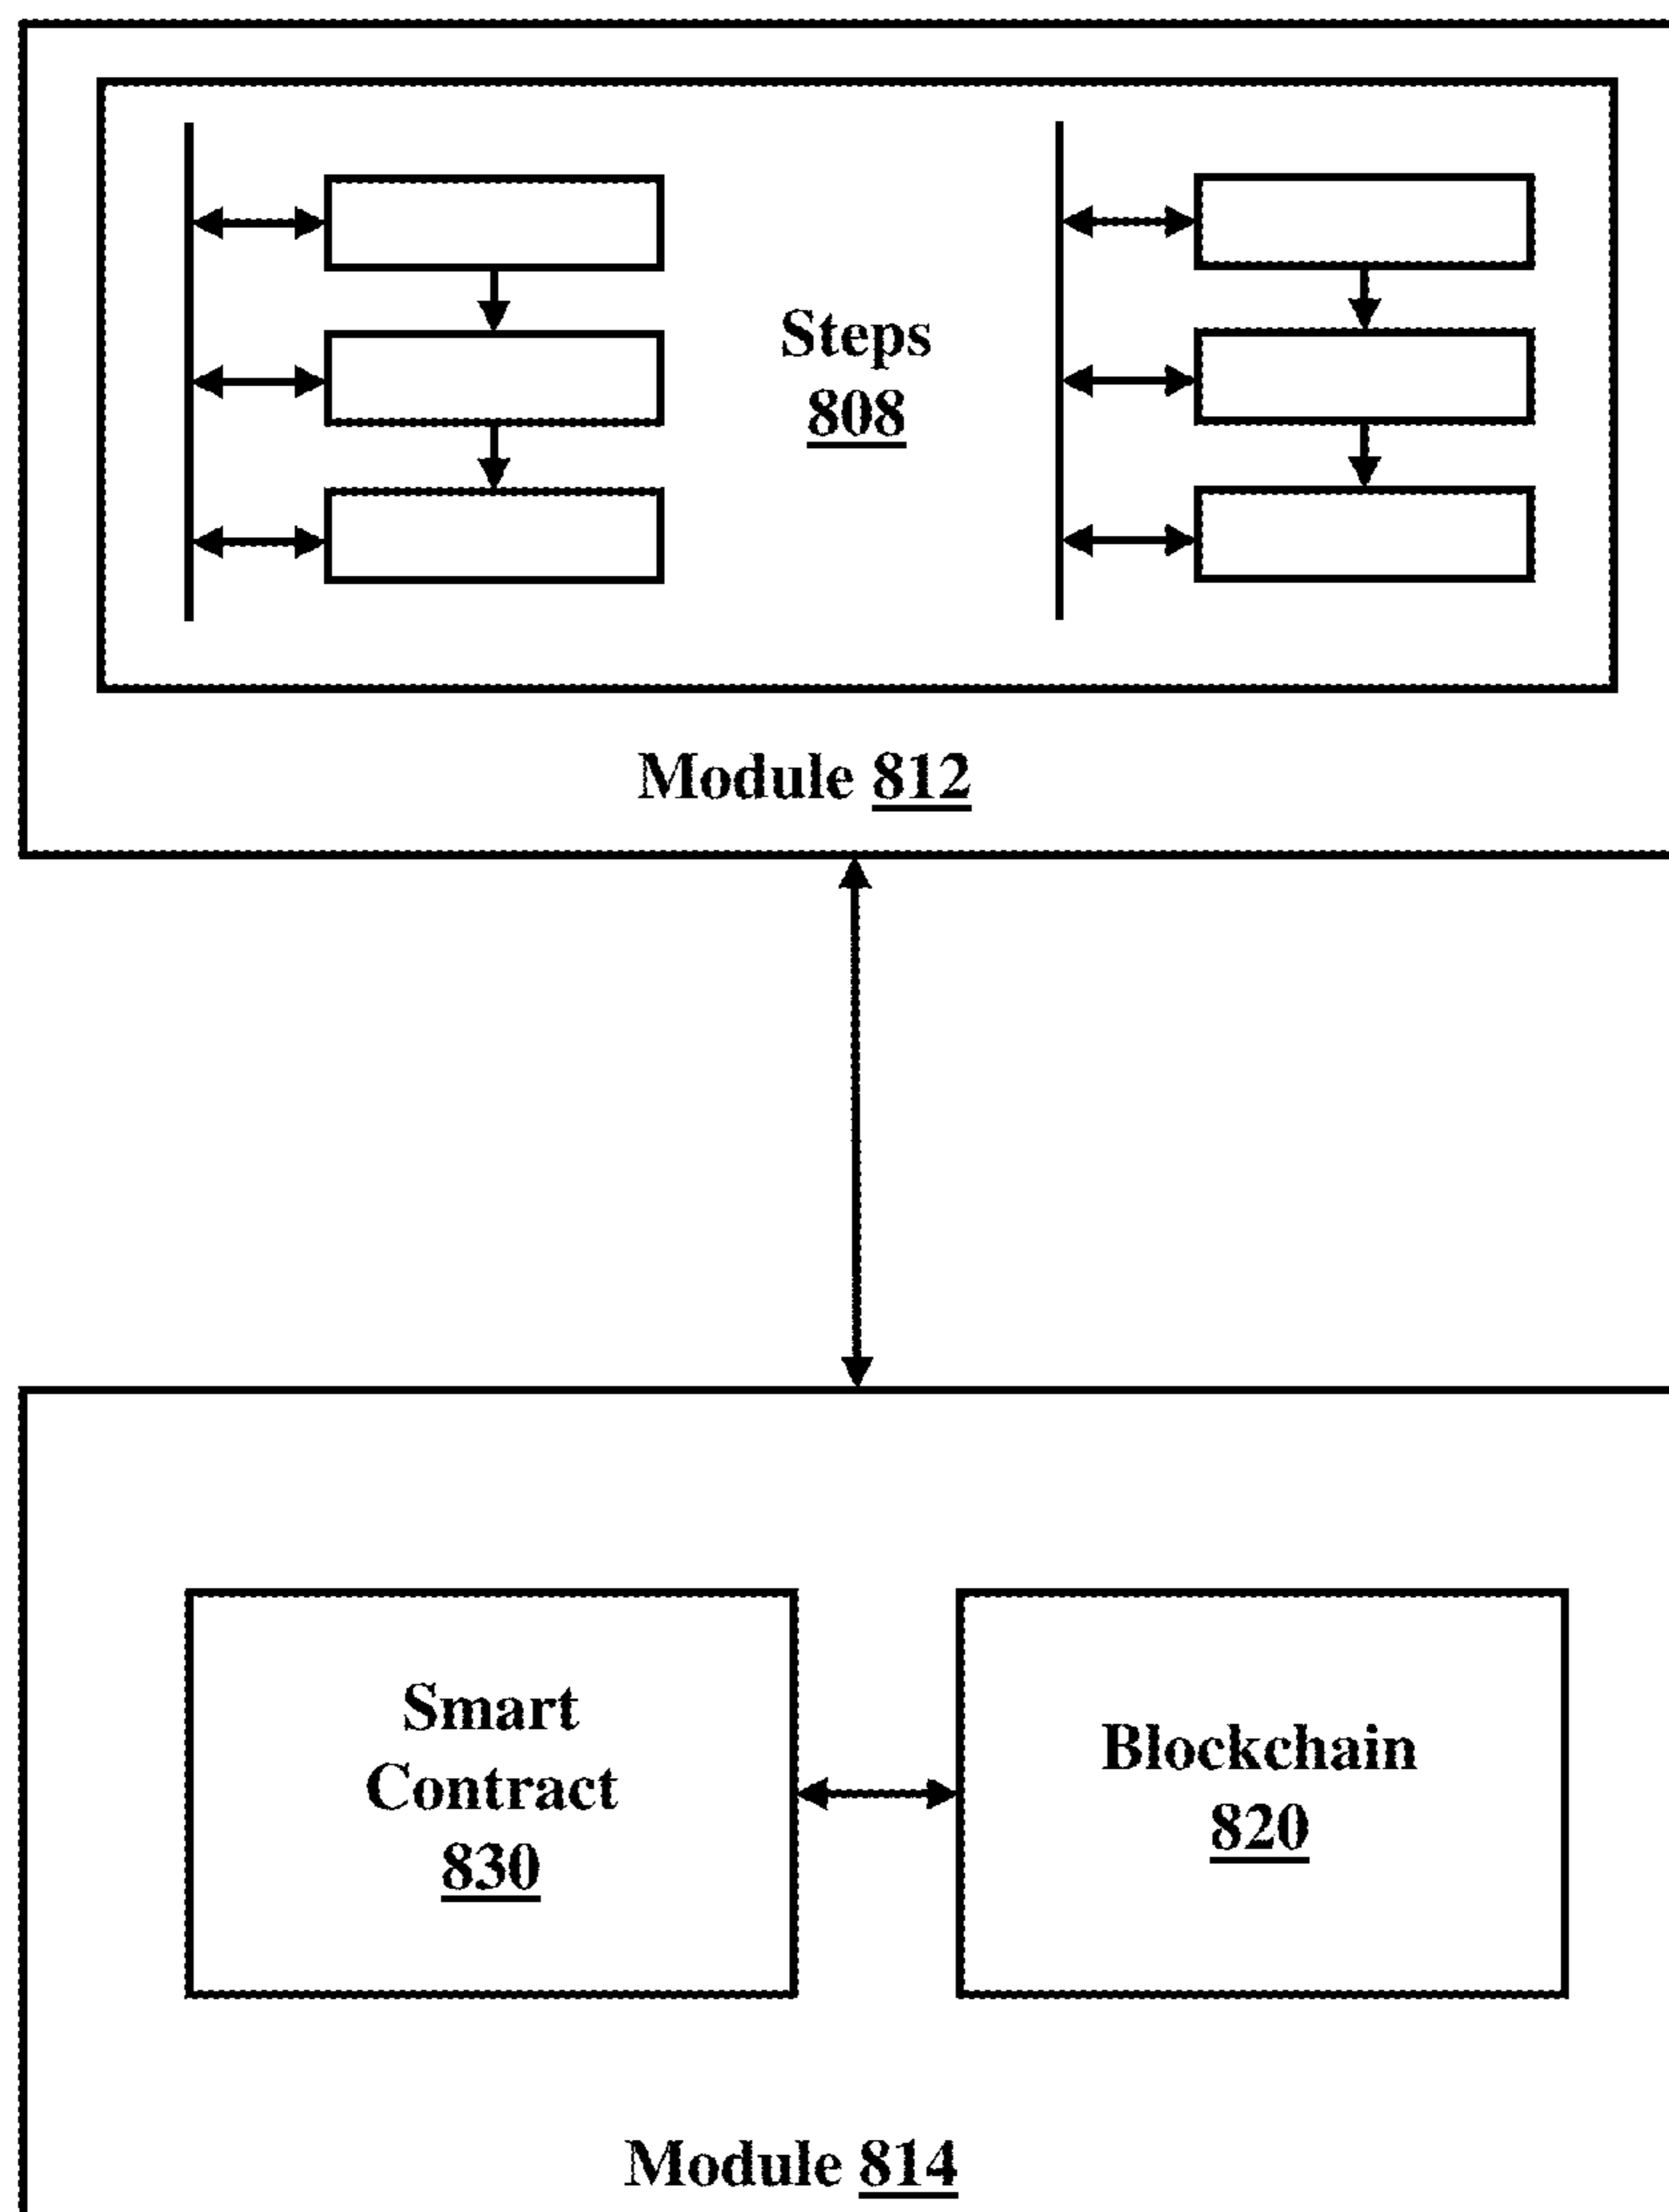 Steps
808
Module 812
Smart
Contract
830
Blockchain
820
Module 814